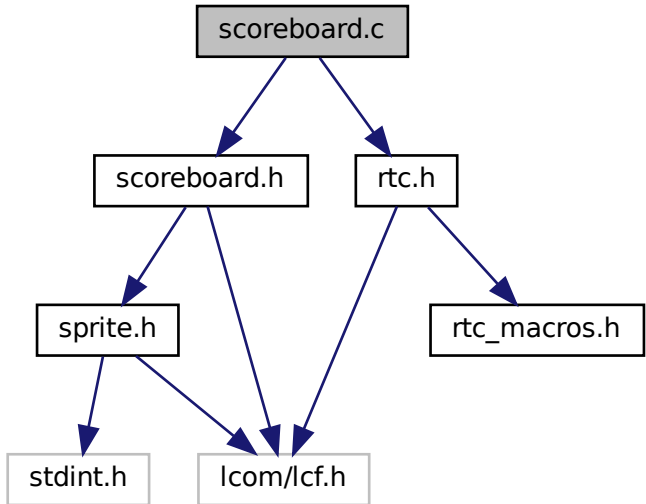 scoreboard.c
scoreboard.h
rtc.h
sprite.h
rtc_macros.h
stdint.h
lcom/lcf.h